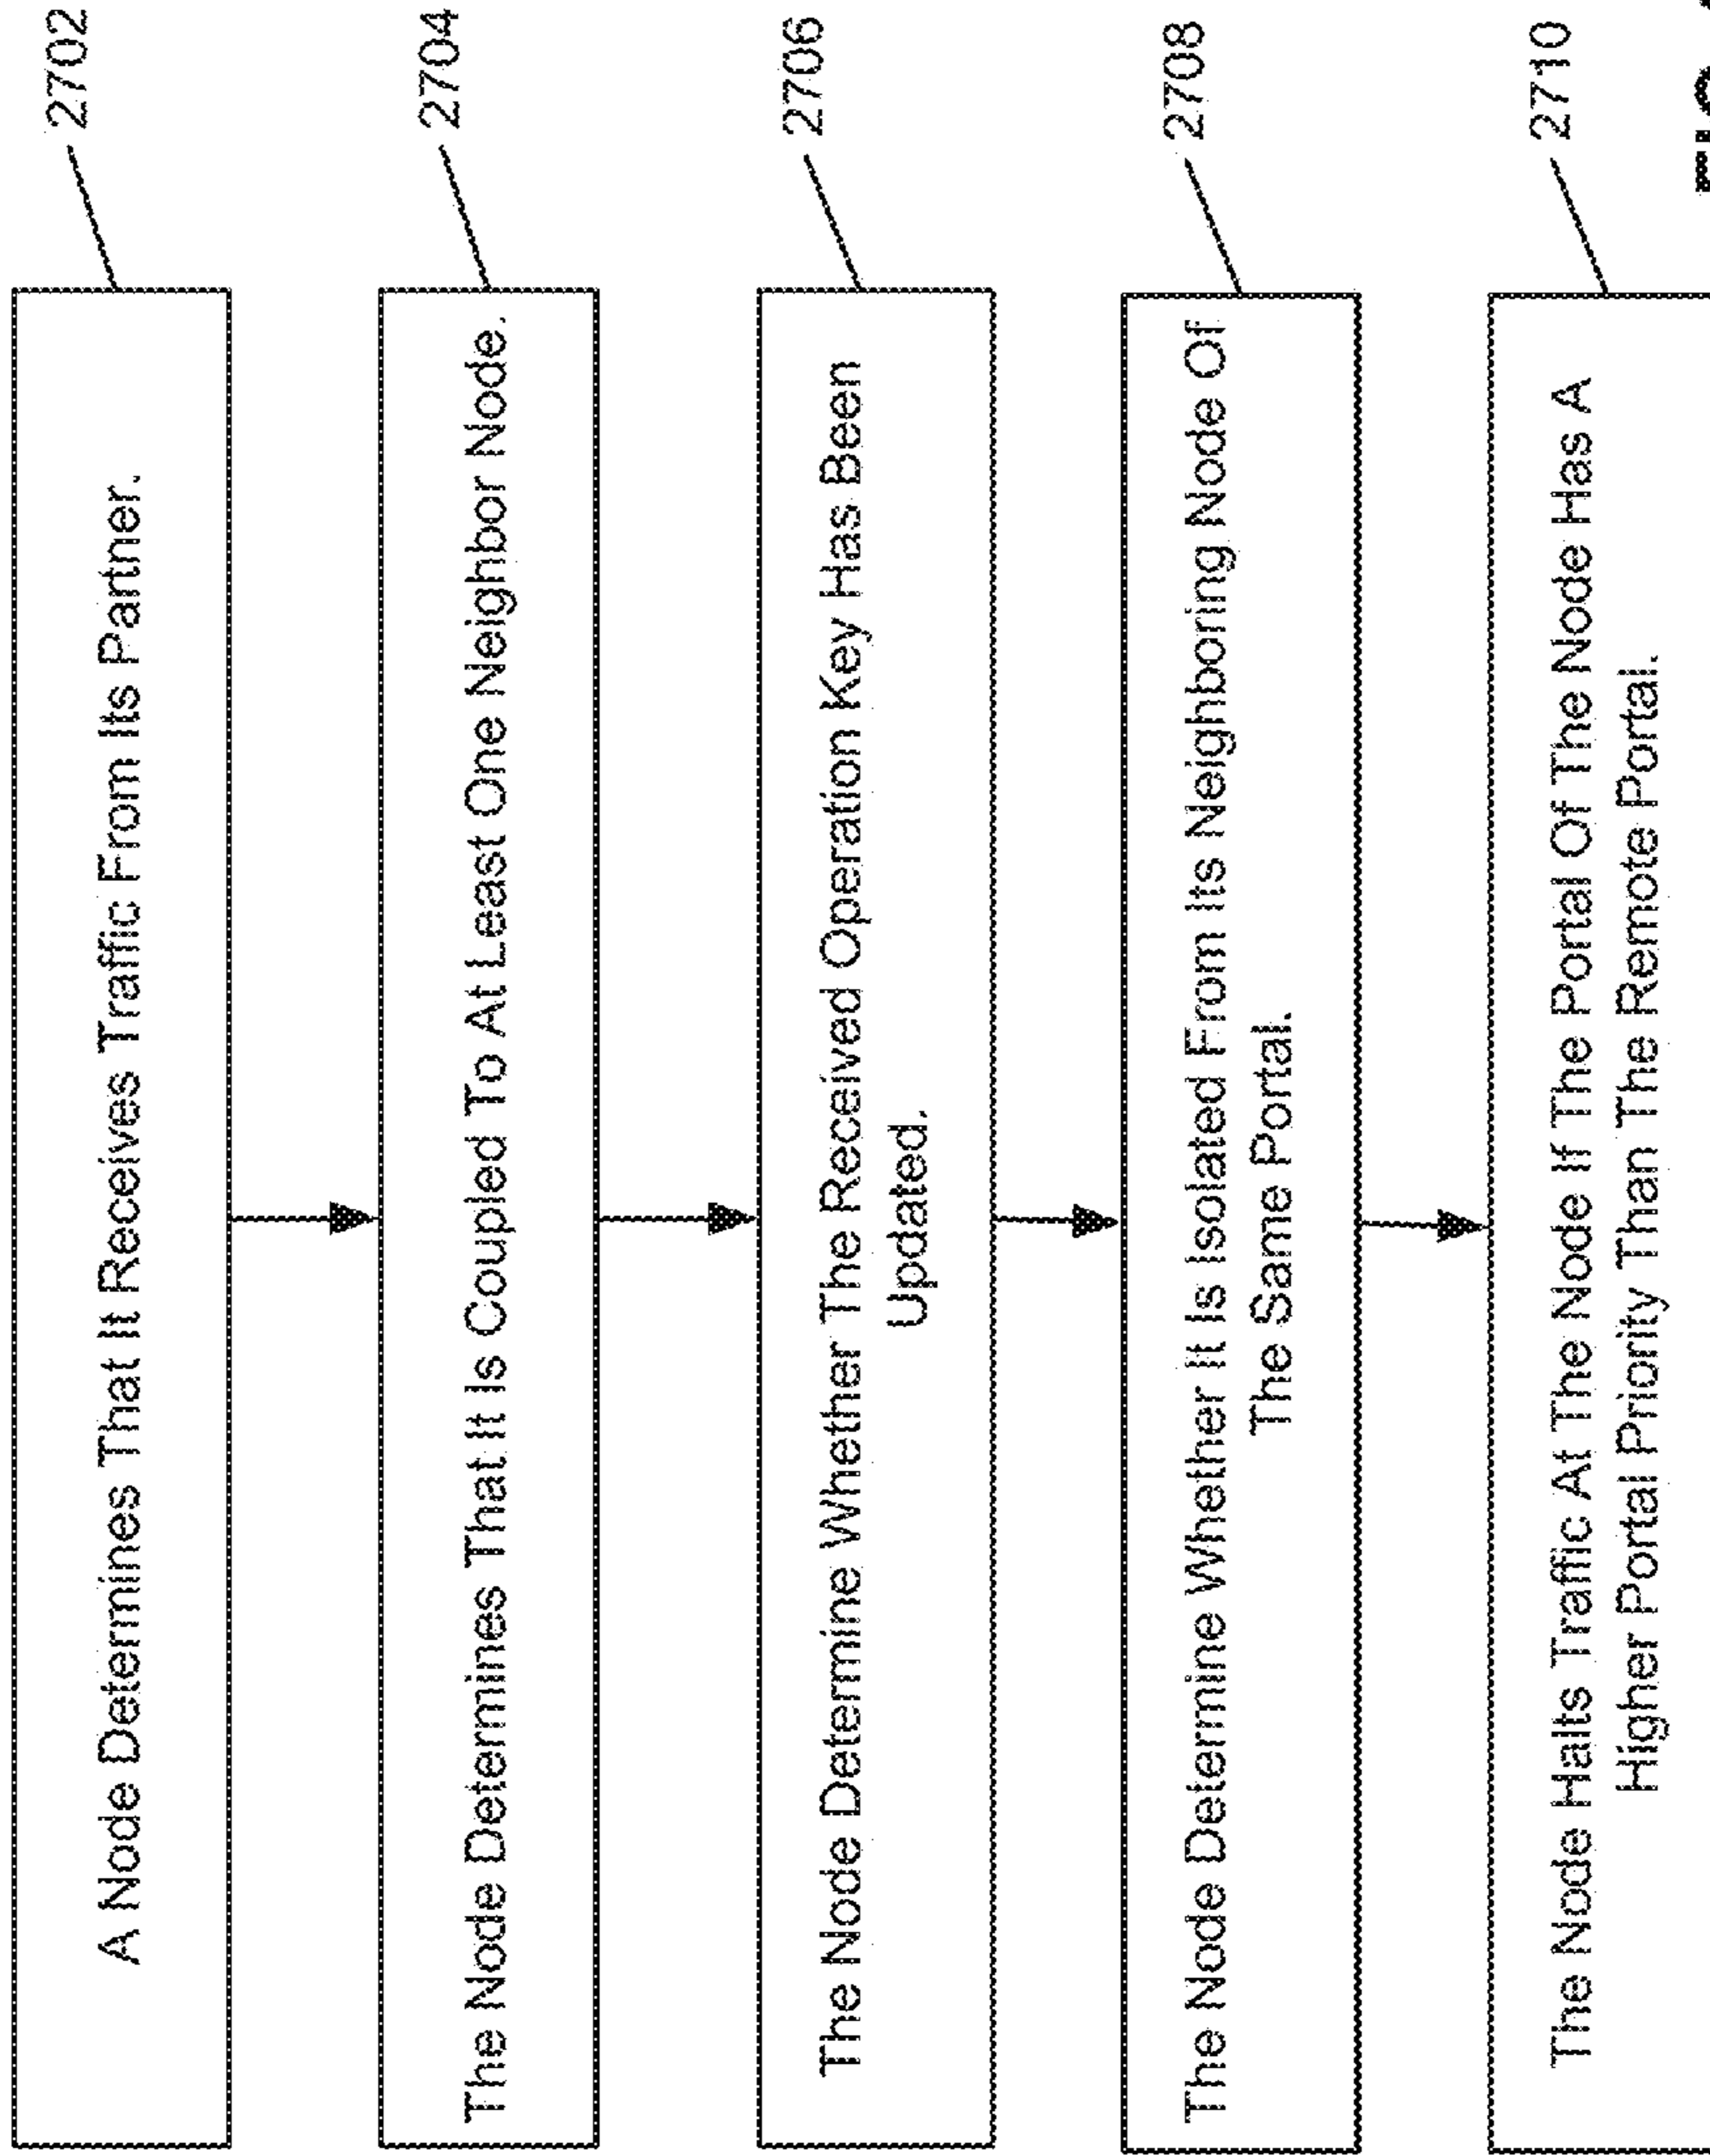 A Node Determines That It Receives Traffic From Its Partner.
2702
The Node Determines That It Is Coupled To At Least One Neighbor Node.
2704
The Node Determine Whether The Received Operation Key Has Been
Updated.
2706
The Node Determine Whether It Is Isolated From Its Neighboring Node Of
The Same Portal.
2708
The Node Halts Traffic At The Node If The Portal Of The Node Has A
Higher Portal Priority Than The Remote Portal.
2710